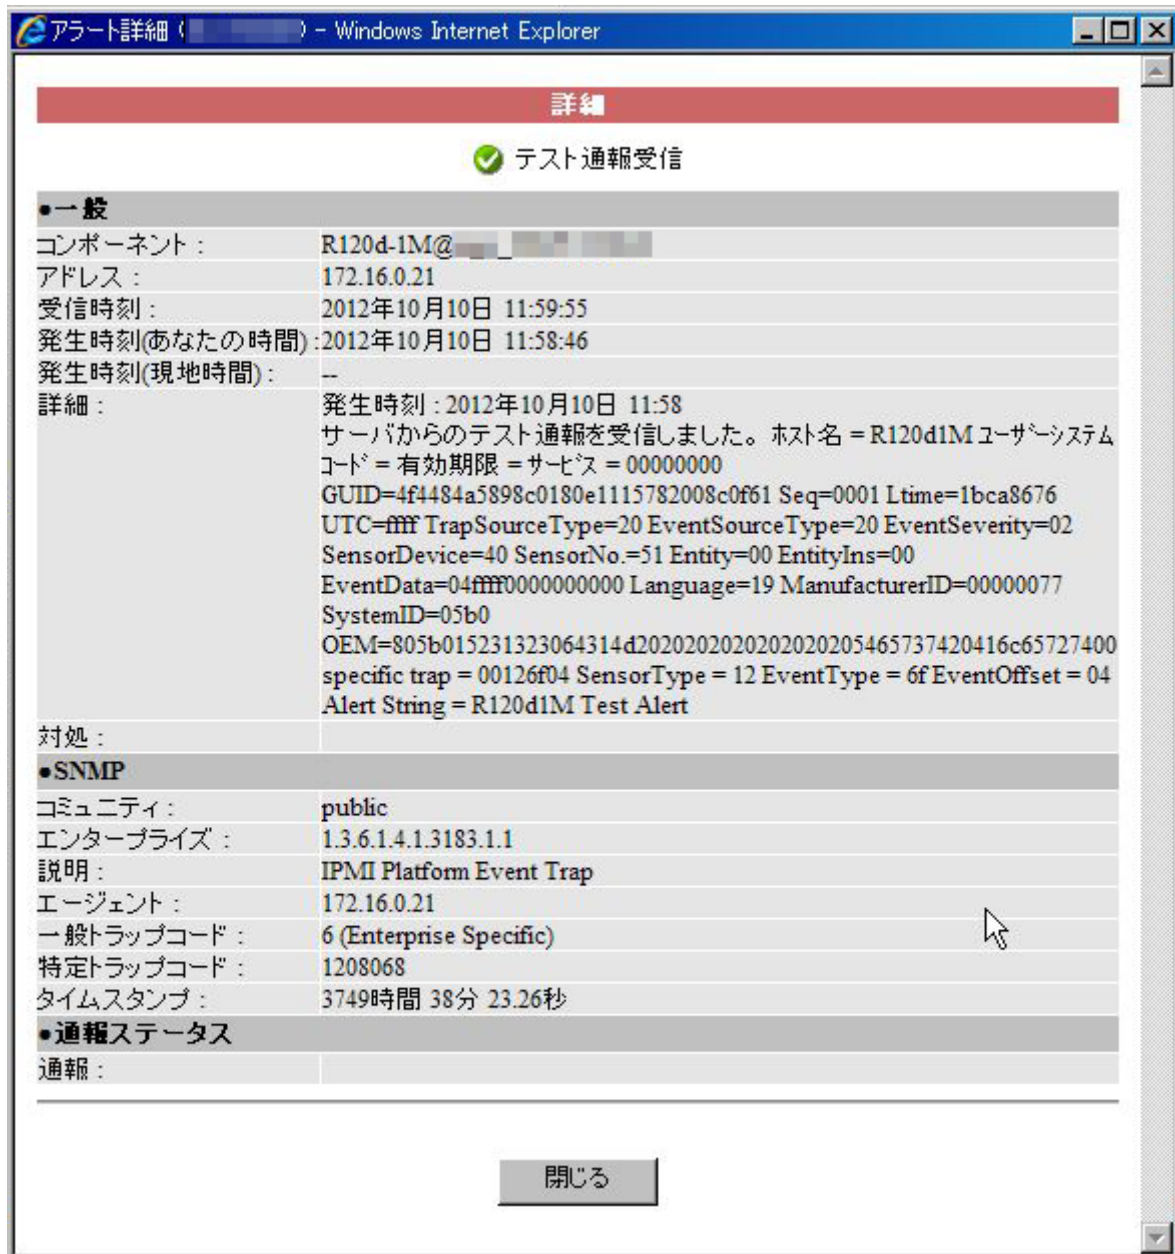 アラート詳細 ( ) - Windows Internet Explorer
詳細
テスト通報受信
●一般
コンポーネント : R120d-1M@
アドレス : 172.16.0.21
受信時刻 : 2012年10月10日 11:59:55
発生時刻(あなたの時間) : 2012年10月10日 11:58:46
発生時刻(現地時間) : --
詳細 : 発生時刻 : 2012年10月10日 11:58
サーバからのテスト通報を受信しました。ホスト名 = R120d1M ユーザーシステム
コード = 有効期限 = サービス = 00000000
GUID=4f4484a5898c0180e1115782008c0f61 Seq=0001 Ltime=1bca8676
UTC=ffff TrapSourceType=20 EventSourceType=20 EventSeverity=02
SensorDevice=40 SensorNo.=51 Entity=00 EntityIns=00
EventData=04ffff0000000000 Language=19 ManufacturerID=00000077
SystemID=05b0
OEM=805b015231323064314d20202020202020205465737420416c65727400
specific trap = 00126f04 SensorType = 12 EventType = 6f EventOffset = 04
Alert String = R120d1M Test Alert
対処 :
●SNMP
コミュニティ : public
エンタープライズ : 1.3.6.1.4.1.3183.1.1
説明 : IPMI Platform Event Trap
エージェント : 172.16.0.21
一般トラップコード : 6 (Enterprise Specific)
特定トラップコード : 1208068
タイムスタンプ : 3749時間 38分 23.26秒
●通報ステータス
通報 :
閉じる